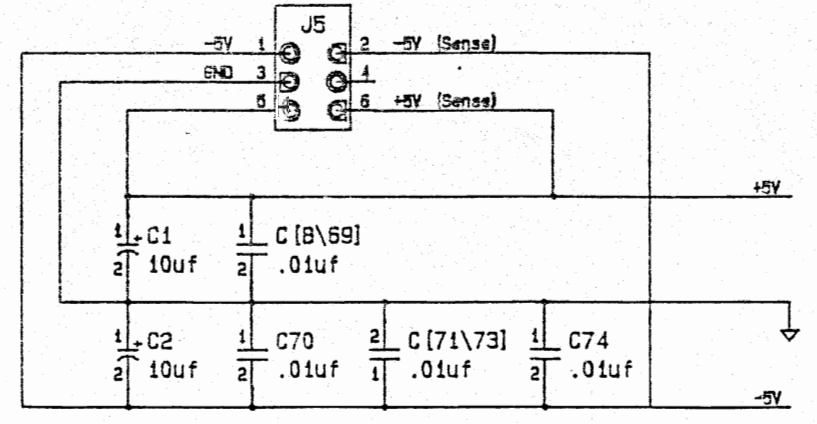 J5
-5V 1 2 -5V (Sense)
GND 3 4
5 6 +5V (Sense)
+5V
1 + C1 1 C[8\69]
2 10uf 2 .01uf
1 + C2 1 C70 2 C[71\73] 1 C74
2 10uf 2 .01uf 1 .01uf 2 .01uf
-5V